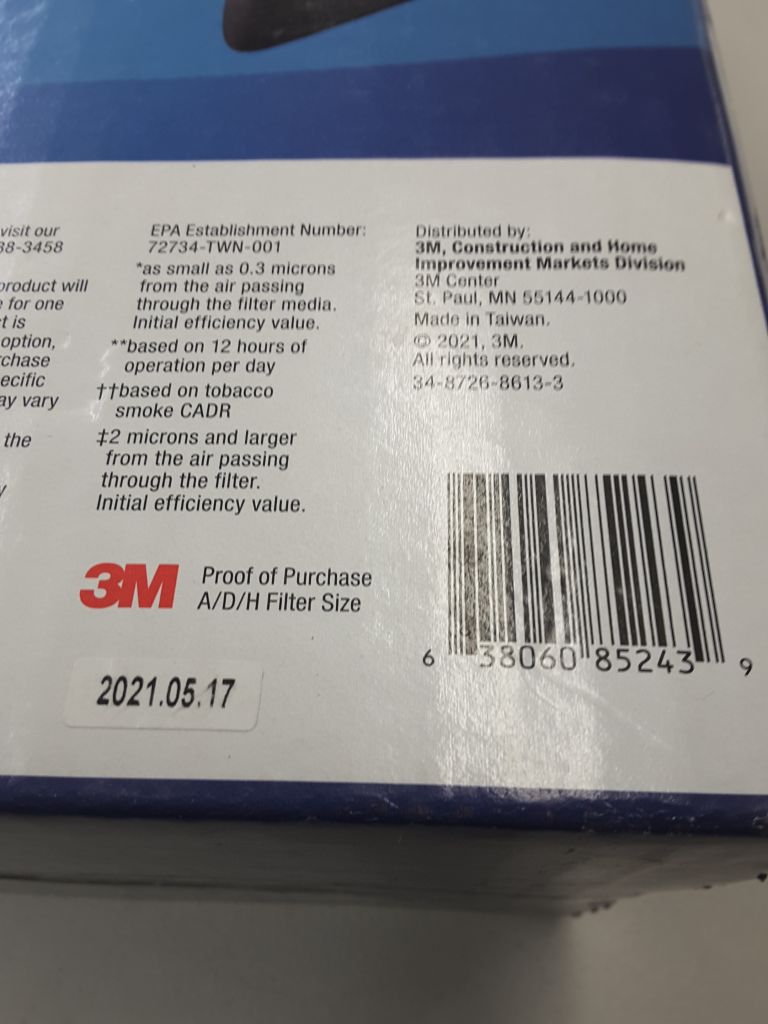 visit our
38-3458
product will
e for one
t is
option,
rchase
ecific
ay vary
the
y
EPA Establishment Number:
72734-TWN-001
*as small as 0.3 microns
from the air passing
through the filter media.
Initial efficiency value.
**based on 12 hours of
operation per day
††based on tobacco
smoke CADR
‡2 microns and larger
from the air passing
through the filter.
Initial efficiency value.
3M Proof of Purchase
A/D/H Filter Size
2021.05.17
Distributed by:
3M, Construction and Home
Improvement Markets Division
3M Center
St. Paul, MN 55144-1000
Made in Taiwan.
© 2021, 3M.
All rights reserved.
34-8726-8613-3
6 38060 85243 9